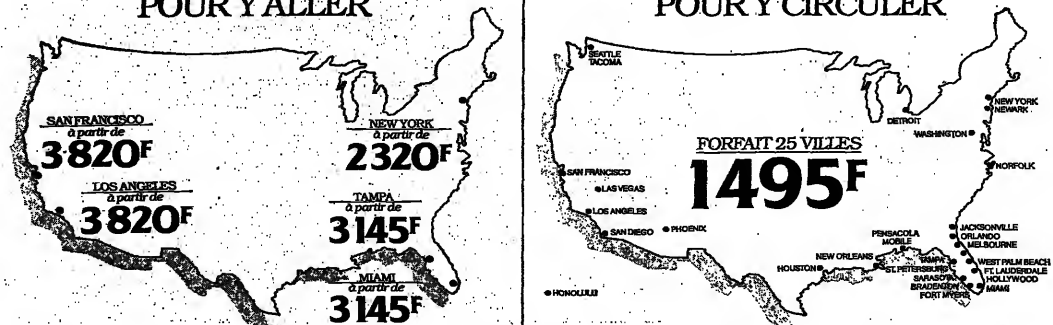 POUR Y ALLER
SAN FRANCISCO
à partir de
3820F
LOS ANGELES
à partir de
3820F
NEW YORK
à partir de
2320F
TAMPA
à partir de
3145F
MIAMI
à partir de
3145F
POUR Y CIRCULER
SEATTLE
TACOMA
DETROIT
NEW YORK
NEWARK
WASHINGTON
NORFOLK
FORFAIT 25 VILLES
1495F
SAN FRANCISCO
LAS VEGAS
LOS ANGELES
SAN DIEGO
PHOENIX
HONOLULU
HOUSTON
NEW ORLEANS
PENSACOLA
MOBILE
JACKSONVILLE
ORLANDO
MELBOURNE
TAMPA
ST. PETERSBURG
SARASOTA
BRADENTON
FORT MYERS
WEST PALM BEACH
FT. LAUDERDALE
HOLLYWOOD
MIAMI